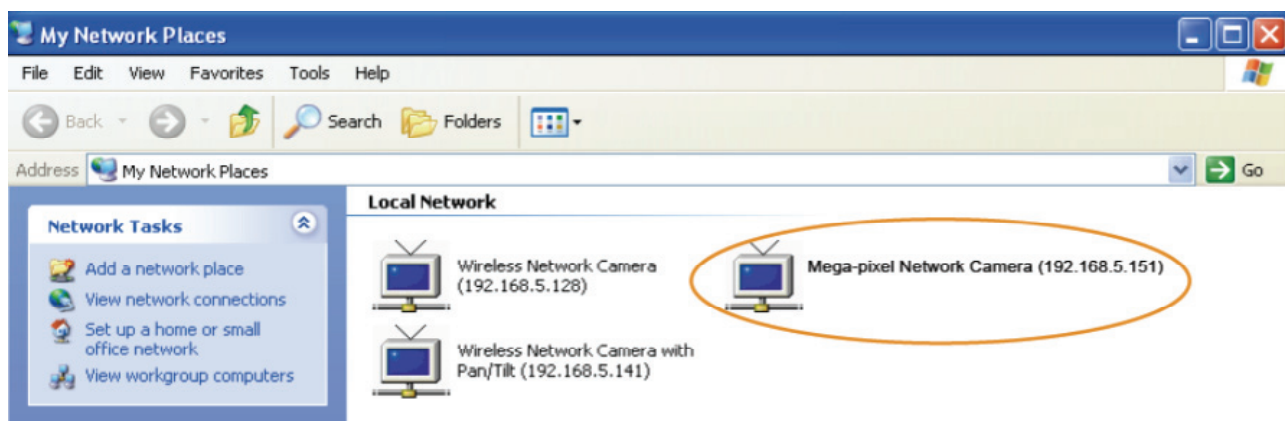 My Network Places
File Edit View Favorites Tools Help
Back Search Folders
Address My Network Places Go
Network Tasks
Add a network place
View network connections
Set up a home or small
office network
View workgroup computers
Local Network
Wireless Network Camera
(192.168.5.128)
Mega-pixel Network Camera (192.168.5.151)
Wireless Network Camera with
Pan/Tilt (192.168.5.141)